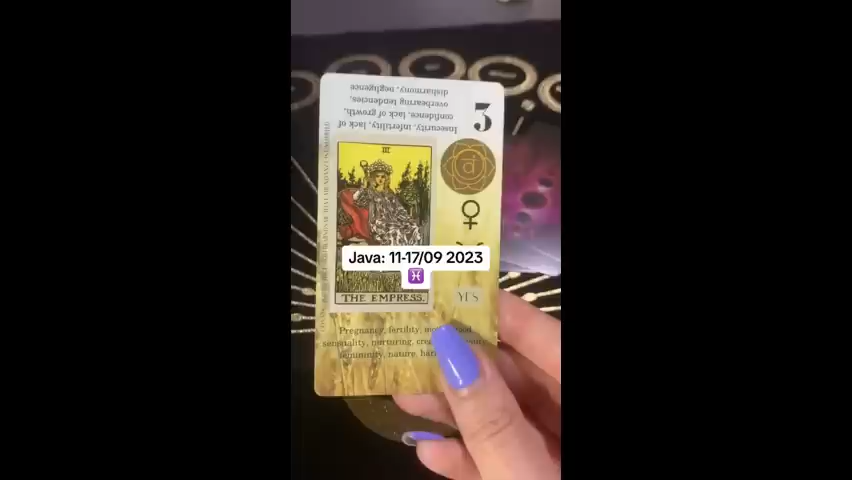 disharmony, negligence
overbearing tendencies,
confidence, lack of growth,
Insecurity, infertility, lack of
3
III
Java: 11-17/09 2023
♓
THE EMPRESS.
YES
Pregnancy, fertility,
sensuality, nurturing,
femininity, nature,